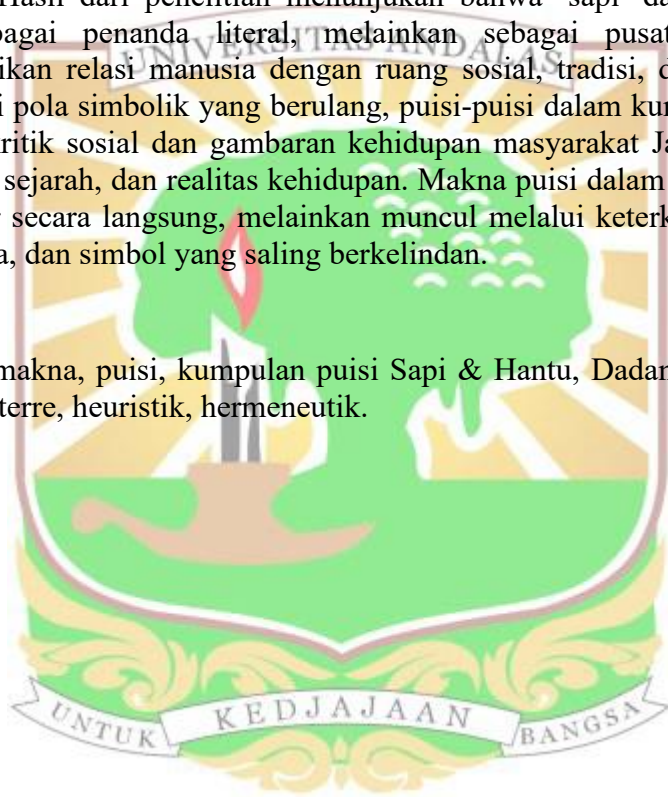 Hasil dari penelitian menunjukan bahwa "sapi" da
bagai penanda literal, melainkan sebagai pusat
UNIVERSITAS ANDALAS
ikan relasi manusia dengan ruang sosial, tradisi, d
i pola simbolik yang berulang, puisi-puisi dalam kur
ritik sosial dan gambaran kehidupan masyarakat Ja
sejarah, dan realitas kehidupan. Makna puisi dalam
secara langsung, melainkan muncul melalui keterk
a, dan simbol yang saling berkelindan.
makna, puisi, kumpulan puisi Sapi & Hantu, Dadan
terre, heuristik, hermeneutik.
UNTUK KEDJAJAAN BANGSA